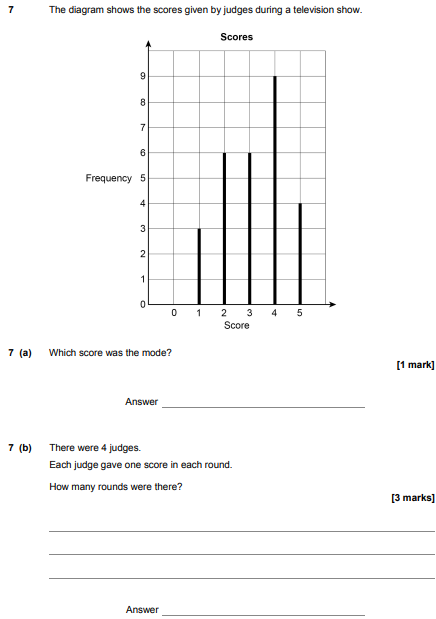 7 The diagram shows the scores given by judges during a television show.
Scores
9
8
7
6
Frequency 5
4
3
2
1
0
0 1 2 3 4 5
Score
7 (a) Which score was the mode?
[1 mark]
Answer
7 (b) There were 4 judges.
Each judge gave one score in each round.
How many rounds were there?
[3 marks]
Answer